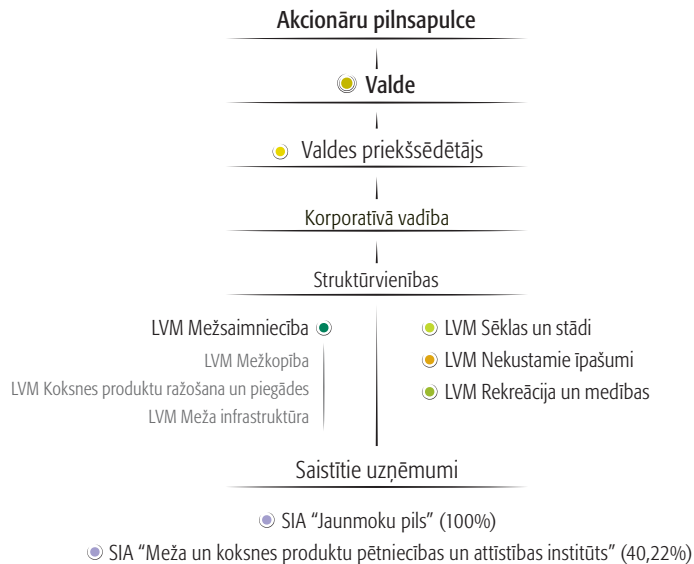 Akcionāru pilnsapulce
Valde
Valdes priekšsēdētājs
Korporatīvā vadība
Struktūrvienības
LVM Mežsaimniecība
LVM Mežkopība
LVM Koksnes produktu ražošana un piegādes
LVM Meža infrastruktūra
LVM Sēklas un stādi
LVM Nekustamie īpašumi
LVM Rekreācija un medības
Saistītie uzņēmumi
SIA “Jaunmoku pils” (100%)
SIA “Meža un koksnes produktu pētniecības un attīstības institūts” (40,22%)